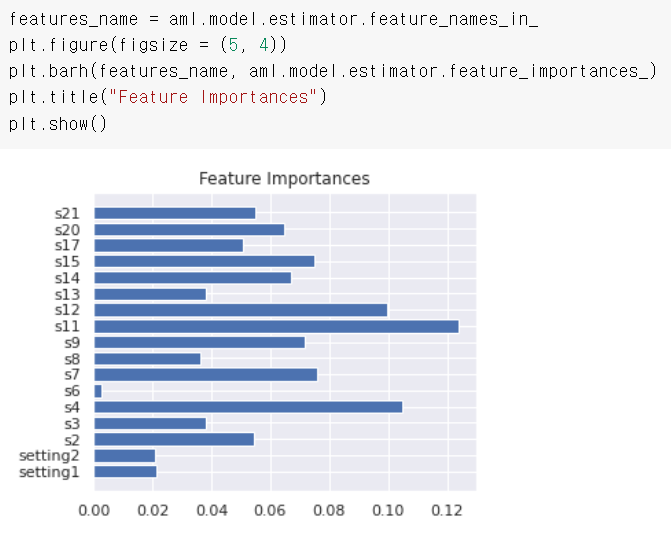 features_name = aml.model.estimator.feature_names_in_
plt.figure(figsize = (5, 4))
plt.barh(features_name, aml.model.estimator.feature_importances_)
plt.title("Feature Importances")
plt.show()
Feature Importances
s21
s20
s17
s15
s14
s13
s12
s11
s9
s8
s7
s6
s4
s3
s2
setting2
setting1
0.00 0.02 0.04 0.06 0.08 0.10 0.12